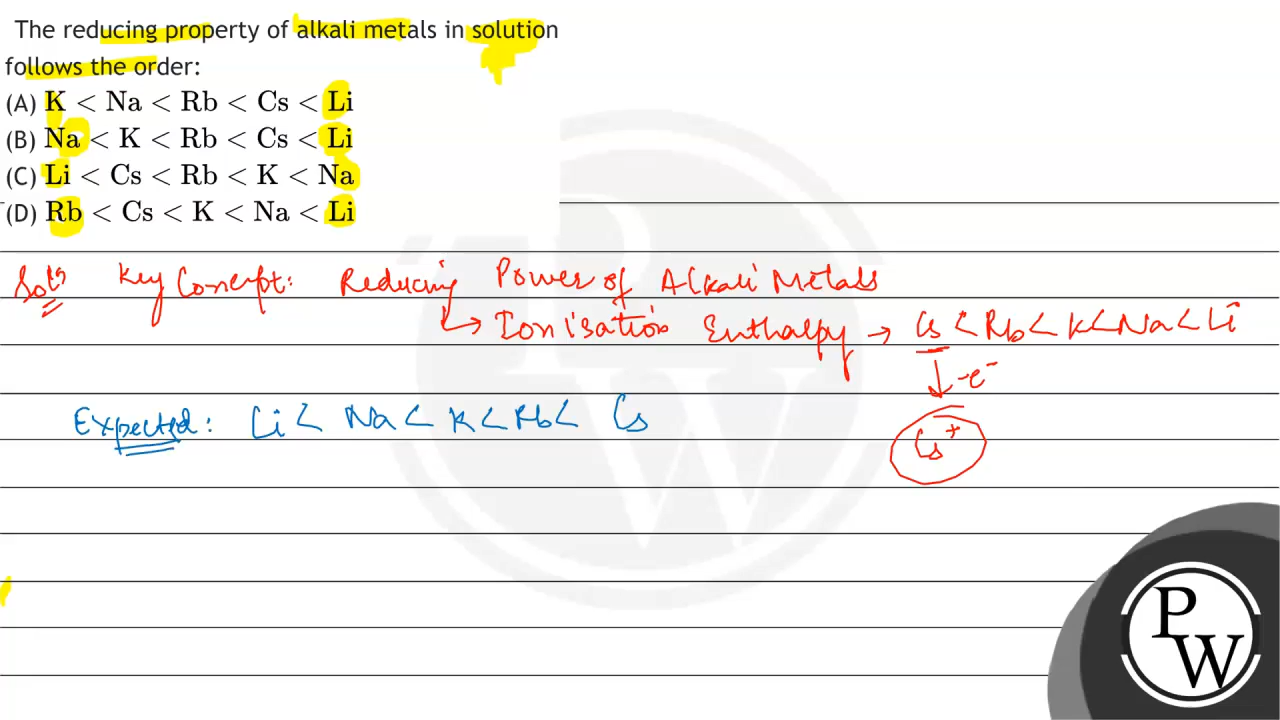 The reducing property of alkali metals in solution
follows the order:
(A) K < Na < Rb < Cs < Li
(B) Na < K < Rb < Cs < Li
(C) Li < Cs < Rb < K < Na
(D) Rb < Cs < K < Na < Li
Soln Key Concept: Reducing Power of Alkali Metals
↳ Ionisation Enthalpy → Cs < Rb < K < Na < Li
↓ -e⁻
Expected: Li < Na < K < Rb < Cs
Cs⁺
PW